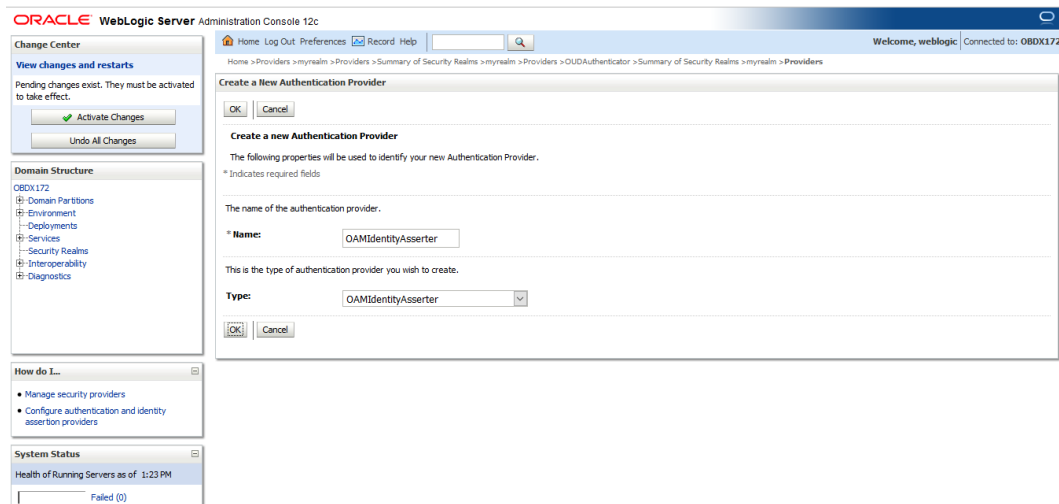 ORACLE WebLogic Server Administration Console 12c
Change Center
View changes and restarts
Pending changes exist. They must be activated
to take effect.
Activate Changes
Undo All Changes
Domain Structure
OBDX172
Domain Partitions
Environment
Deployments
Services
Security Realms
Interoperability
Diagnostics
How do I...
Manage security providers
Configure authentication and identity
assertion providers
System Status
Health of Running Servers as of 1:23 PM
Failed (0)
Home Log Out Preferences Record Help
Welcome, weblogic Connected to: OBDX172
Home >Providers >myrealm >Providers >Summary of Security Realms >myrealm >Providers >OUDAuthenticator >Summary of Security Realms >myrealm >Providers
Create a New Authentication Provider
OK Cancel
Create a new Authentication Provider
The following properties will be used to identify your new Authentication Provider.
* Indicates required fields
The name of the authentication provider.
* Name: OAMIdentityAsserter
This is the type of authentication provider you wish to create.
Type: OAMIdentityAsserter
OK Cancel